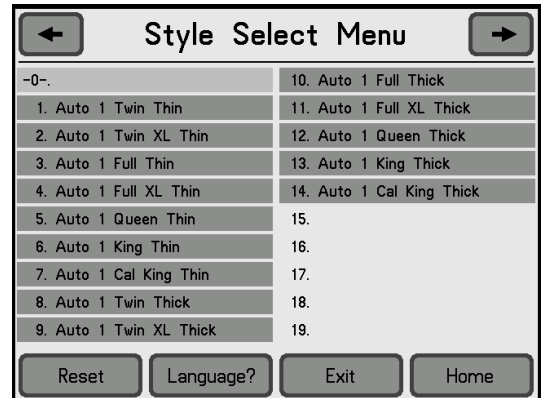 Style Select Menu
-0-.
1. Auto 1 Twin Thin
2. Auto 1 Twin XL Thin
3. Auto 1 Full Thin
4. Auto 1 Full XL Thin
5. Auto 1 Queen Thin
6. Auto 1 King Thin
7. Auto 1 Cal King Thin
8. Auto 1 Twin Thick
9. Auto 1 Twin XL Thick
10. Auto 1 Full Thick
11. Auto 1 Full XL Thick
12. Auto 1 Queen Thick
13. Auto 1 King Thick
14. Auto 1 Cal King Thick
15.
16.
17.
18.
19.
Reset Language? Exit Home